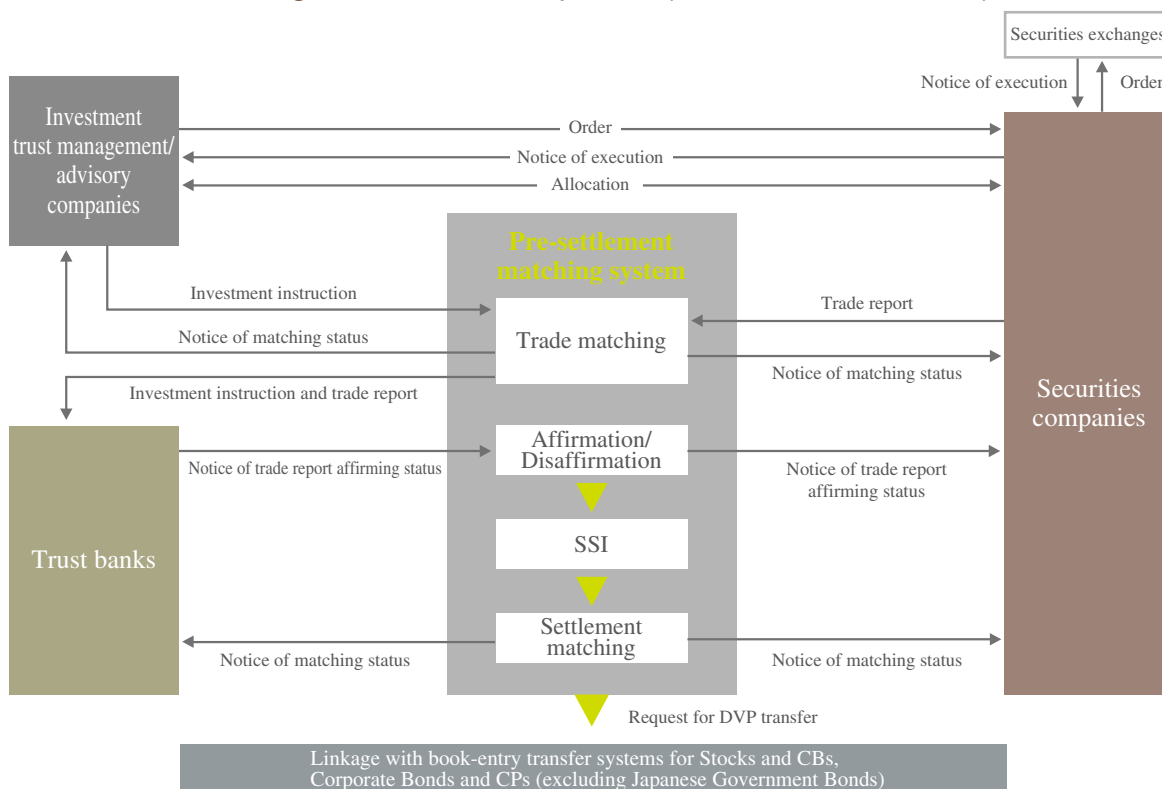 Securities exchanges
Notice of execution
Order
Investment
trust management/
advisory
companies
Order
Notice of execution
Allocation
Pre-settlement
matching system
Investment instruction
Trade report
Trade matching
Notice of matching status
Notice of matching status
Investment instruction and trade report
Securities
companies
Affirmation/
Disaffirmation
Notice of trade report affirming status
Notice of trade report
affirming status
SSI
Trust banks
Settlement
matching
Notice of matching status
Notice of matching status
Request for DVP transfer
Linkage with book-entry transfer systems for Stocks and CBs,
Corporate Bonds and CPs (excluding Japanese Government Bonds)